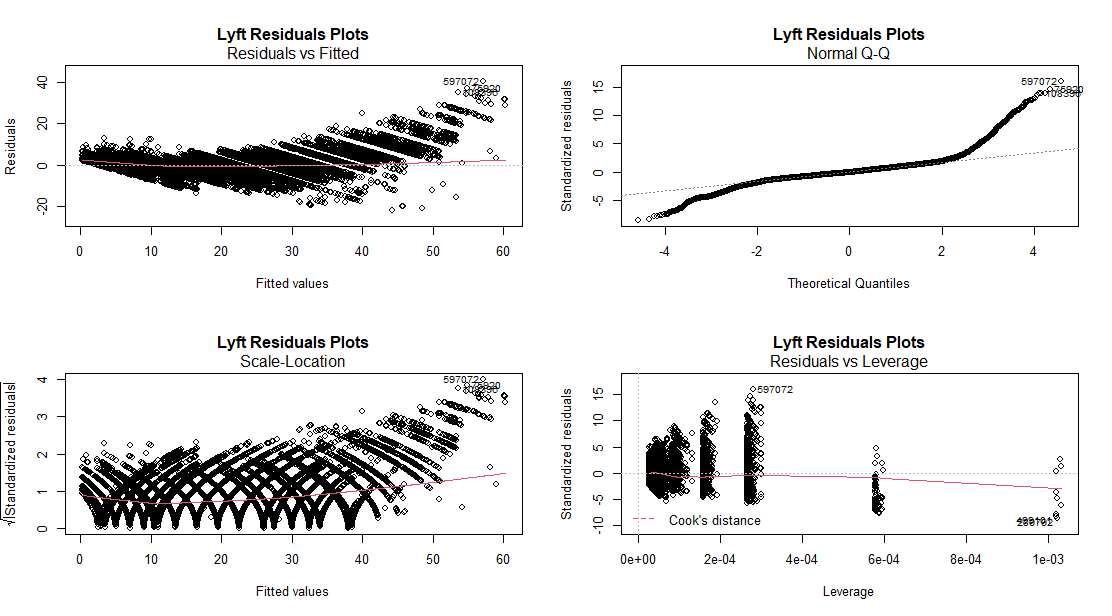 Lyft Residuals Plots
Residuals vs Fitted
Residuals
40
20
0
-20
597072
0 10 20 30 40 50 60
Fitted values
Lyft Residuals Plots
Normal Q-Q
Standardized residuals
15
10
5
0
-5
597072
-4 -2 0 2 4
Theoretical Quantiles
Lyft Residuals Plots
Scale-Location
√|Standardized residuals|
4
3
2
1
0
597072
0 10 20 30 40 50 60
Fitted values
Lyft Residuals Plots
Residuals vs Leverage
Standardized residuals
15
10
5
0
-5
-10
597072
Cook's distance
0e+00 2e-04 4e-04 6e-04 8e-04 1e-03
Leverage